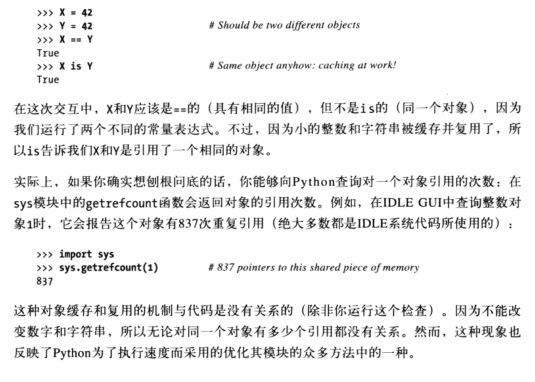 >>> X = 42
>>> Y = 42 # Should be two different objects
>>> X == Y
True
>>> X is Y # Same object anyhow: caching at work!
True
在这次交互中，X和Y应该是==的（具有相同的值），但不是is的（同一个对象），因为
我们运行了两个不同的常量表达式。不过，因为小的整数和字符串被缓存并复用了，所
以is告诉我们X和Y是引用了一个相同的对象。
实际上，如果你确实想刨根问底的话，你能够向Python查询对一个对象引用的次数：在
sys模块中的getrefcount函数会返回对象的引用次数。例如，在IDLE GUI中查询整数对
象1时，它会报告这个对象有837次重复引用（绝大多数都是IDLE系统代码所使用的）：
>>> import sys
>>> sys.getrefcount(1) # 837 pointers to this shared piece of memory
837
这种对象缓存和复用的机制与代码是没有关系的（除非你运行这个检查）。因为不能改
变数字和字符串，所以无论对同一个对象有多少个引用都没有关系。然而，这种现象也
反映了Python为了执行速度而采用的优化其模块的众多方法中的一种。